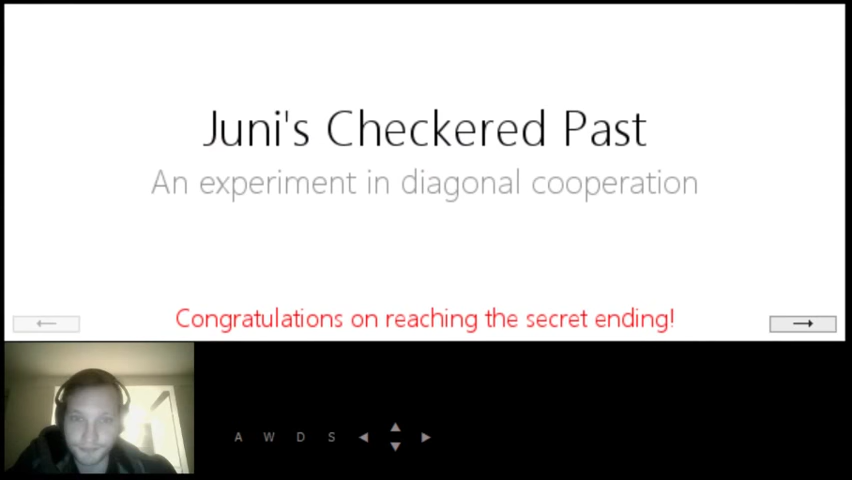 Juni's Checkered Past
An experiment in diagonal cooperation
Congratulations on reaching the secret ending!
A W D S